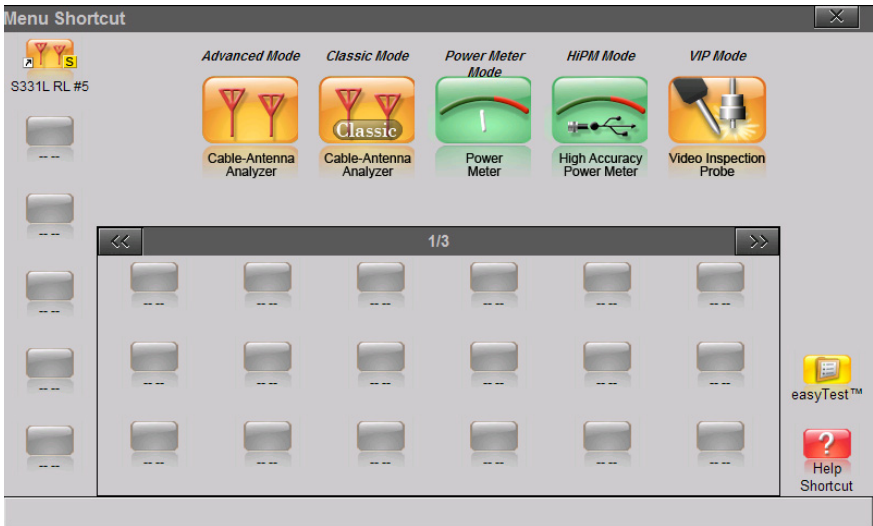 Menu Shortcut
S
S331L RL #5
-- --
-- --
-- --
-- --
-- --
Advanced Mode
Cable-Antenna
Analyzer
Classic Mode
Classic
Cable-Antenna
Analyzer
Power Meter
Mode
Power
Meter
HiPM Mode
High Accuracy
Power Meter
VIP Mode
Video Inspection
Probe
<< 1/3 >>
-- -- -- -- -- -- -- -- -- -- -- --
-- -- -- -- -- -- -- -- -- -- -- --
-- -- -- -- -- -- -- -- -- -- -- --
easyTest™
?
Help
Shortcut